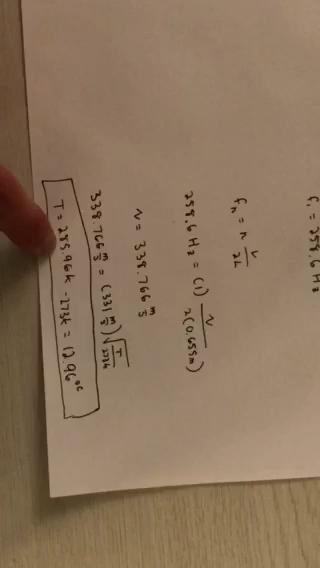 f₁ = 258.6 Hz
fₙ = n v/2L
258.6 Hz = (1) v/2(0.655m)
v = 338.766 m/s
338.766 m/s = (331 m/s) √(T/273k)
T = 285.96k - 273k = 12.96°C